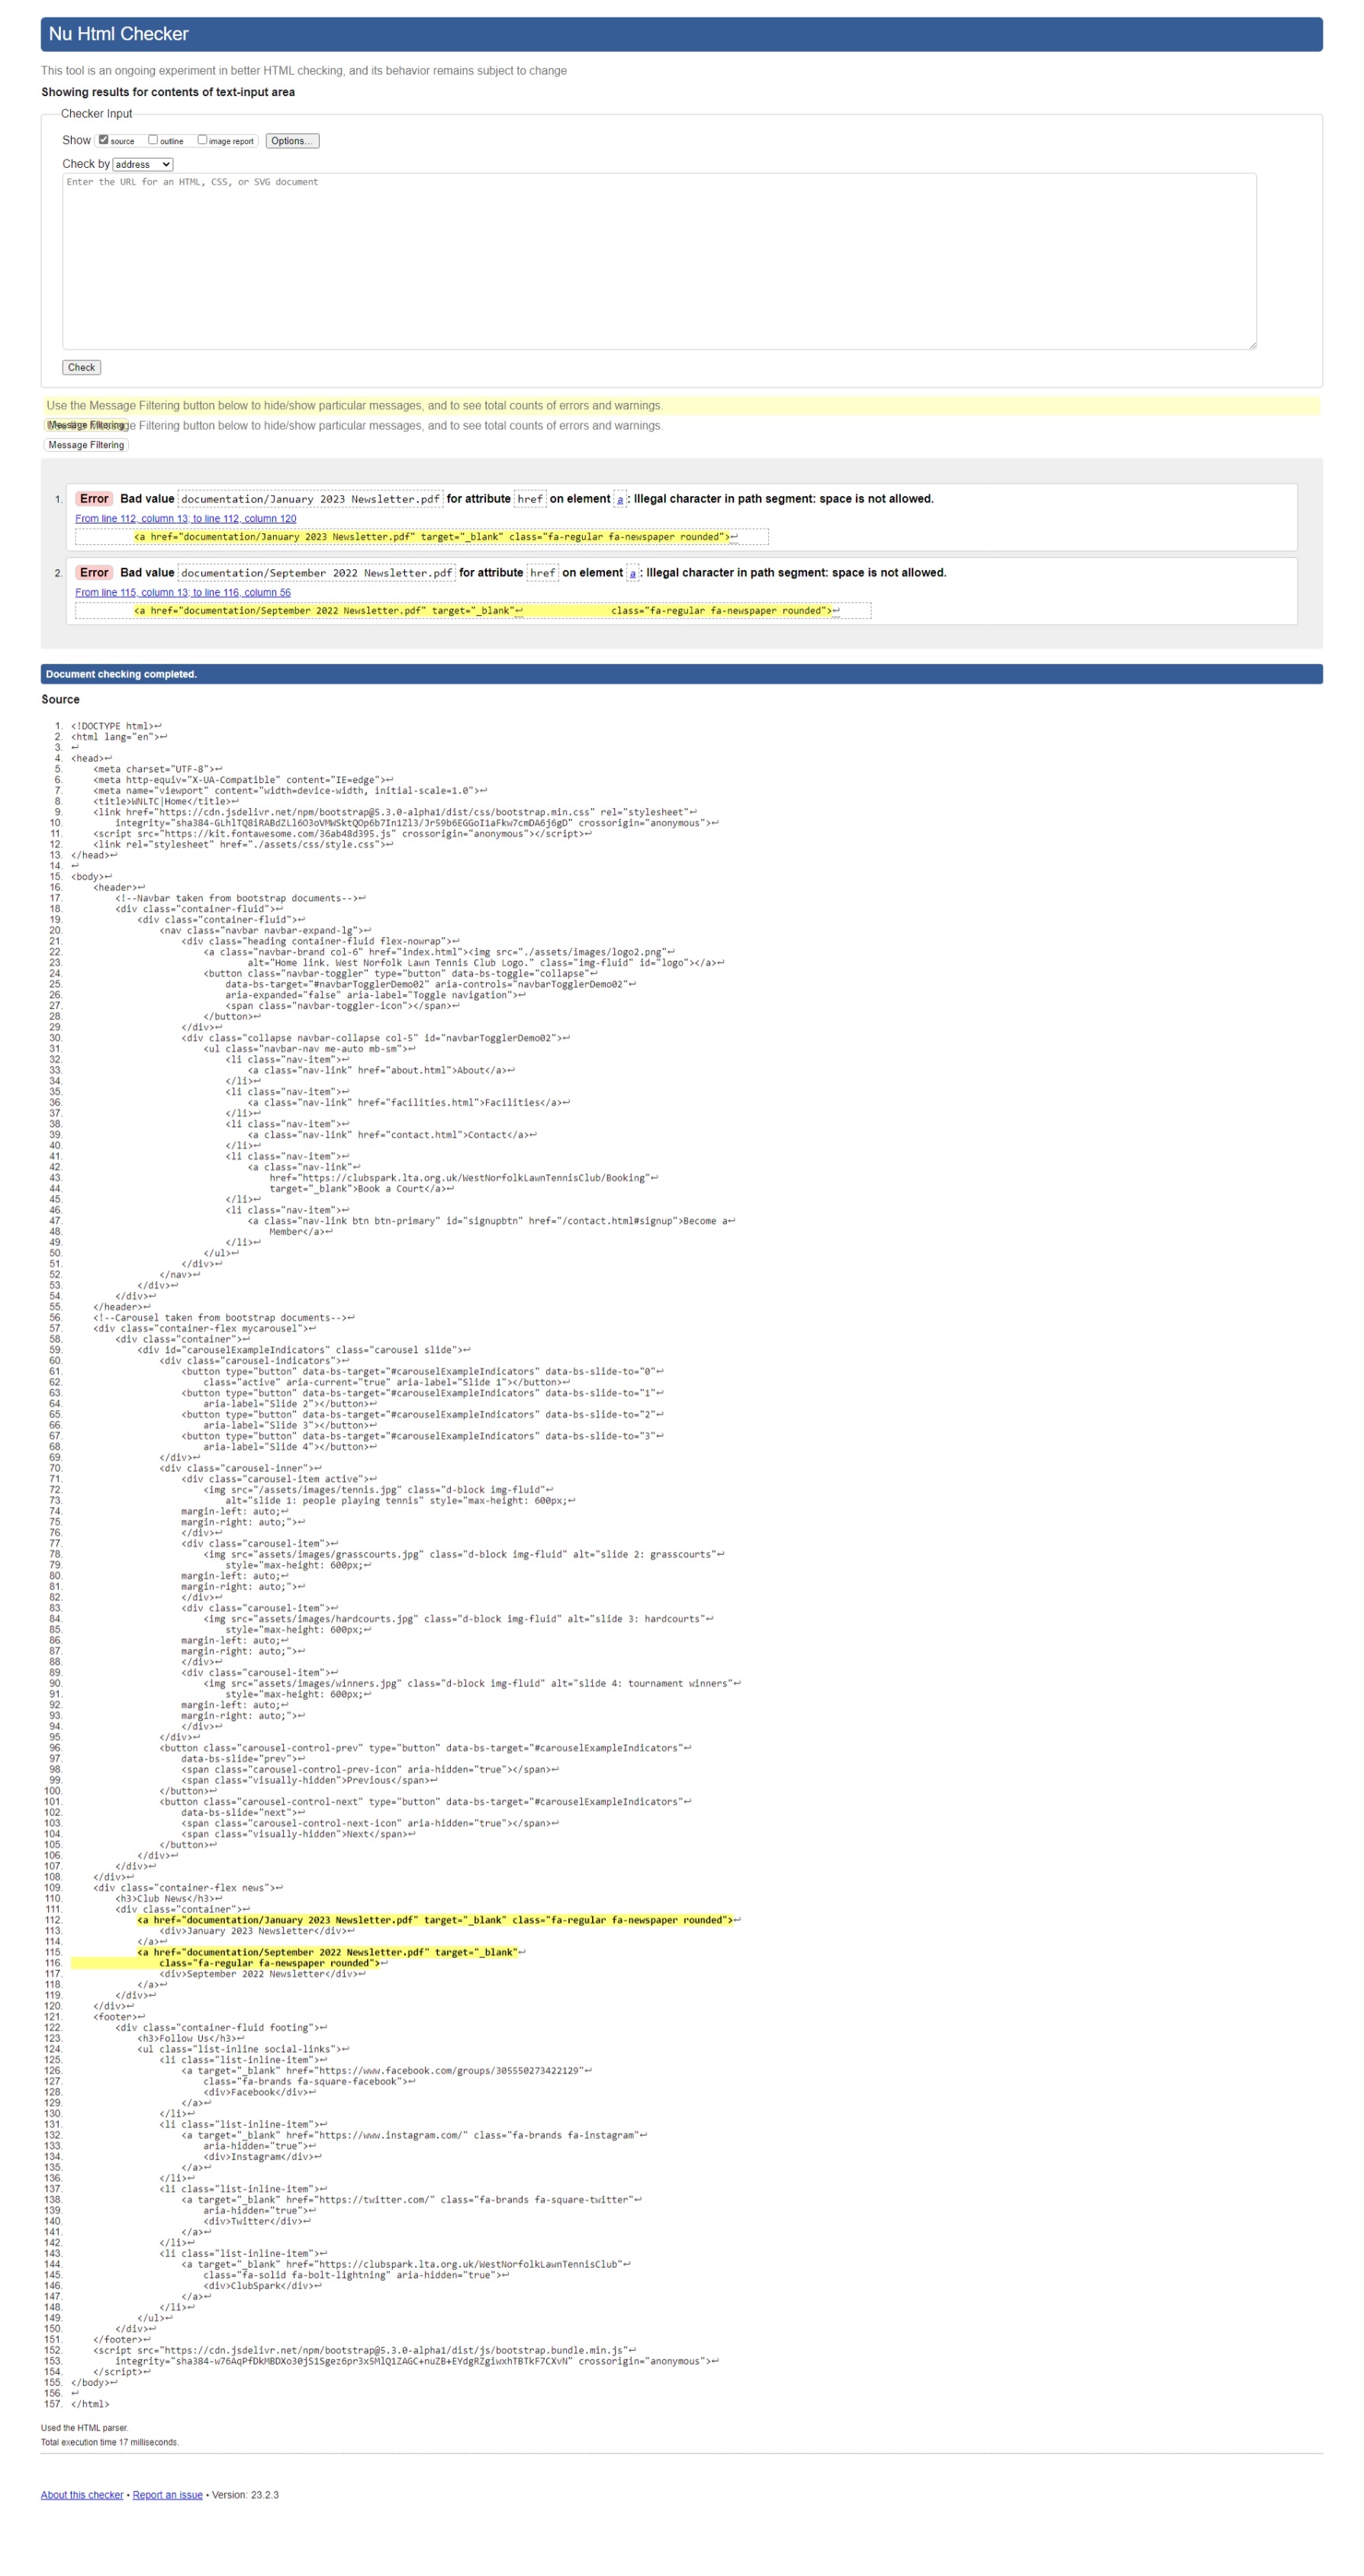 Nu Html Checker
This tool is an ongoing experiment in better HTML checking, and its behavior remains subject to change
Showing results for contents of text-input area
Checker Input
Show source outline image report Options...
Check by address
Enter the URL for an HTML, CSS, or SVG document
Check
Use the Message Filtering button below to hide/show particular messages, and to see total counts of errors and warnings.
Message Filtering
Use the Message Filtering button below to hide/show particular messages, and to see total counts of errors and warnings.
Message Filtering
1. Error Bad value documentation/January 2023 Newsletter.pdf for attribute href on element a: Illegal character in path segment: space is not allowed.
From line 112, column 13; to line 112, column 120
<a href="documentation/January 2023 Newsletter.pdf" target="_blank" class="fa-regular fa-newspaper rounded">↩
2. Error Bad value documentation/September 2022 Newsletter.pdf for attribute href on element a: Illegal character in path segment: space is not allowed.
From line 115, column 13; to line 116, column 56
<a href="documentation/September 2022 Newsletter.pdf" target="_blank"↩ class="fa-regular fa-newspaper rounded">↩
Document checking completed.
Source
1. <!DOCTYPE html>↩
2. <html lang="en">↩
3. ↩
4. <head>↩
5. <meta charset="UTF-8">↩
6. <meta http-equiv="X-UA-Compatible" content="IE=edge">↩
7. <meta name="viewport" content="width=device-width, initial-scale=1.0">↩
8. <title>WNLTC|Home</title>↩
9. <link href="https://cdn.jsdelivr.net/npm/bootstrap@5.3.0-alpha1/dist/css/bootstrap.min.css" rel="stylesheet"↩
10. integrity="sha384-GLhlTQ8iRABdZLl6O3oVMWSktQOp6b7In1Zl3/Jr59b6EGGoI1aFkw7cmDA6j6gD" crossorigin="anonymous">↩
11. <script src="https://kit.fontawesome.com/36ab48d395.js" crossorigin="anonymous"></script>↩
12. <link rel="stylesheet" href="./assets/css/style.css">↩
13. </head>↩
14. ↩
15. <body>↩
16. <header>↩
17. <!--Navbar taken from bootstrap documents-->↩
18. <div class="container-fluid">↩
19. <div class="container-fluid">↩
20. <nav class="navbar navbar-expand-lg">↩
21. <div class="heading container-fluid flex-nowrap">↩
22. <a class="navbar-brand col-6" href="index.html"><img src="./assets/images/logo2.png"↩
23. alt="Home link. West Norfolk Lawn Tennis Club Logo." class="img-fluid" id="logo"></a>↩
24. <button class="navbar-toggler" type="button" data-bs-toggle="collapse"↩
25. data-bs-target="#navbarTogglerDemo02" aria-controls="navbarTogglerDemo02"↩
26. aria-expanded="false" aria-label="Toggle navigation">↩
27. <span class="navbar-toggler-icon"></span>↩
28. </button>↩
29. </div>↩
30. <div class="collapse navbar-collapse col-5" id="navbarTogglerDemo02">↩
31. <ul class="navbar-nav me-auto mb-sm">↩
32. <li class="nav-item">↩
33. <a class="nav-link" href="about.html">About</a>↩
34. </li>↩
35. <li class="nav-item">↩
36. <a class="nav-link" href="facilities.html">Facilities</a>↩
37. </li>↩
38. <li class="nav-item">↩
39. <a class="nav-link" href="contact.html">Contact</a>↩
40. </li>↩
41. <li class="nav-item">↩
42. <a class="nav-link"↩
43. href="https://clubspark.lta.org.uk/WestNorfolkLawnTennisClub/Booking"↩
44. target="_blank">Book a Court</a>↩
45. </li>↩
46. <li class="nav-item">↩
47. <a class="nav-link btn btn-primary" id="signupbtn" href="/contact.html#signup">Become a↩
48. Member</a>↩
49. </li>↩
50. </ul>↩
51. </div>↩
52. </nav>↩
53. </div>↩
54. </div>↩
55. </header>↩
56. <!--Carousel taken from bootstrap documents-->↩
57. <div class="container-flex mycarousel">↩
58. <div class="container">↩
59. <div id="carouselExampleIndicators" class="carousel slide">↩
60. <div class="carousel-indicators">↩
61. <button type="button" data-bs-target="#carouselExampleIndicators" data-bs-slide-to="0"↩
62. class="active" aria-current="true" aria-label="Slide 1"></button>↩
63. <button type="button" data-bs-target="#carouselExampleIndicators" data-bs-slide-to="1"↩
64. aria-label="Slide 2"></button>↩
65. <button type="button" data-bs-target="#carouselExampleIndicators" data-bs-slide-to="2"↩
66. aria-label="Slide 3"></button>↩
67. <button type="button" data-bs-target="#carouselExampleIndicators" data-bs-slide-to="3"↩
68. aria-label="Slide 4"></button>↩
69. </div>↩
70. <div class="carousel-inner">↩
71. <div class="carousel-item active">↩
72. <img src="/assets/images/tennis.jpg" class="d-block img-fluid"↩
73. alt="slide 1: people playing tennis" style="max-height: 600px;↩
74. margin-left: auto;↩
75. margin-right: auto;">↩
76. </div>↩
77. <div class="carousel-item">↩
78. <img src="assets/images/grasscourts.jpg" class="d-block img-fluid" alt="slide 2: grasscourts"↩
79. style="max-height: 600px;↩
80. margin-left: auto;↩
81. margin-right: auto;">↩
82. </div>↩
83. <div class="carousel-item">↩
84. <img src="assets/images/hardcourts.jpg" class="d-block img-fluid" alt="slide 3: hardcourts"↩
85. style="max-height: 600px;↩
86. margin-left: auto;↩
87. margin-right: auto;">↩
88. </div>↩
89. <div class="carousel-item">↩
90. <img src="assets/images/winners.jpg" class="d-block img-fluid" alt="slide 4: tournament winners"↩
91. style="max-height: 600px;↩
92. margin-left: auto;↩
93. margin-right: auto;">↩
94. </div>↩
95. </div>↩
96. <button class="carousel-control-prev" type="button" data-bs-target="#carouselExampleIndicators"↩
97. data-bs-slide="prev">↩
98. <span class="carousel-control-prev-icon" aria-hidden="true"></span>↩
99. <span class="visually-hidden">Previous</span>↩
100. </button>↩
101. <button class="carousel-control-next" type="button" data-bs-target="#carouselExampleIndicators"↩
102. data-bs-slide="next">↩
103. <span class="carousel-control-next-icon" aria-hidden="true"></span>↩
104. <span class="visually-hidden">Next</span>↩
105. </button>↩
106. </div>↩
107. </div>↩
108. </div>↩
109. <div class="container-flex news">↩
110. <h3>Club News</h3>↩
111. <div class="container">↩
112. <a href="documentation/January 2023 Newsletter.pdf" target="_blank" class="fa-regular fa-newspaper rounded">↩
113. <div>January 2023 Newsletter</div>↩
114. </a>↩
115. <a href="documentation/September 2022 Newsletter.pdf" target="_blank"↩
116. class="fa-regular fa-newspaper rounded">↩
117. <div>September 2022 Newsletter</div>↩
118. </a>↩
119. </div>↩
120. </div>↩
121. <footer>↩
122. <div class="container-fluid footing">↩
123. <h3>Follow Us</h3>↩
124. <ul class="list-inline social-links">↩
125. <li class="list-inline-item">↩
126. <a target="_blank" href="https://www.facebook.com/groups/305550273422129"↩
127. class="fa-brands fa-square-facebook">↩
128. <div>Facebook</div>↩
129. </a>↩
130. </li>↩
131. <li class="list-inline-item">↩
132. <a target="_blank" href="https://www.instagram.com/" class="fa-brands fa-instagram"↩
133. aria-hidden="true">↩
134. <div>Instagram</div>↩
135. </a>↩
136. </li>↩
137. <li class="list-inline-item">↩
138. <a target="_blank" href="https://twitter.com/" class="fa-brands fa-square-twitter"↩
139. aria-hidden="true">↩
140. <div>Twitter</div>↩
141. </a>↩
142. </li>↩
143. <li class="list-inline-item">↩
144. <a target="_blank" href="https://clubspark.lta.org.uk/WestNorfolkLawnTennisClub"↩
145. class="fa-solid fa-bolt-lightning" aria-hidden="true">↩
146. <div>ClubSpark</div>↩
147. </a>↩
148. </li>↩
149. </ul>↩
150. </div>↩
151. </footer>↩
152. <script src="https://cdn.jsdelivr.net/npm/bootstrap@5.3.0-alpha1/dist/js/bootstrap.bundle.min.js"↩
153. integrity="sha384-w76AqPfDkMBDXo30jS1Sgez6pr3x5MlQ1ZAGC+nuZB+EYdgRZgiwxhTBTkF7CXvN" crossorigin="anonymous">↩
154. </script>↩
155. </body>↩
156. ↩
157. </html>
Used the HTML parser.
Total execution time 17 milliseconds.
About this checker • Report an issue • Version: 23.2.3